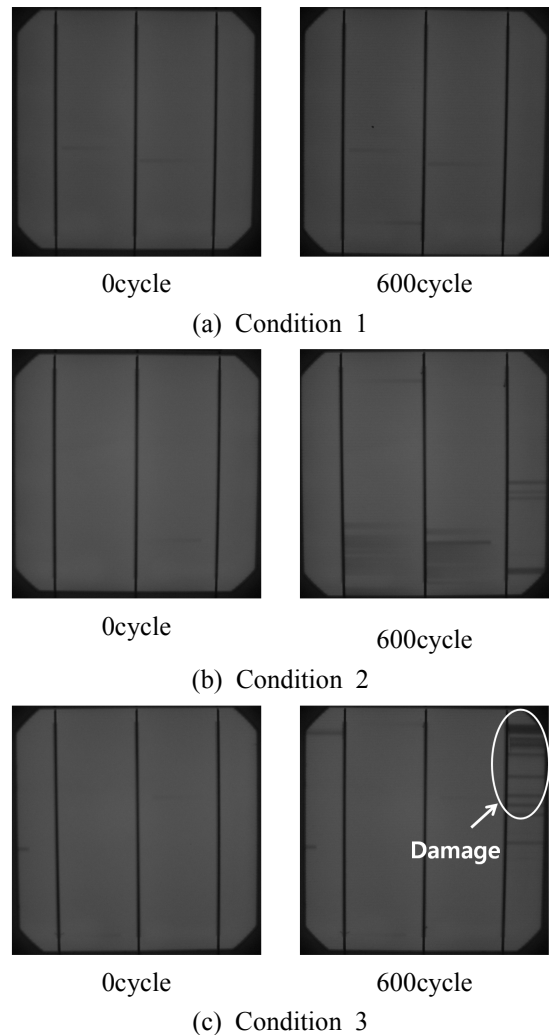 0cycle 600cycle
(a) Condition 1
0cycle 600cycle
(b) Condition 2
Damage
0cycle 600cycle
(c) Condition 3